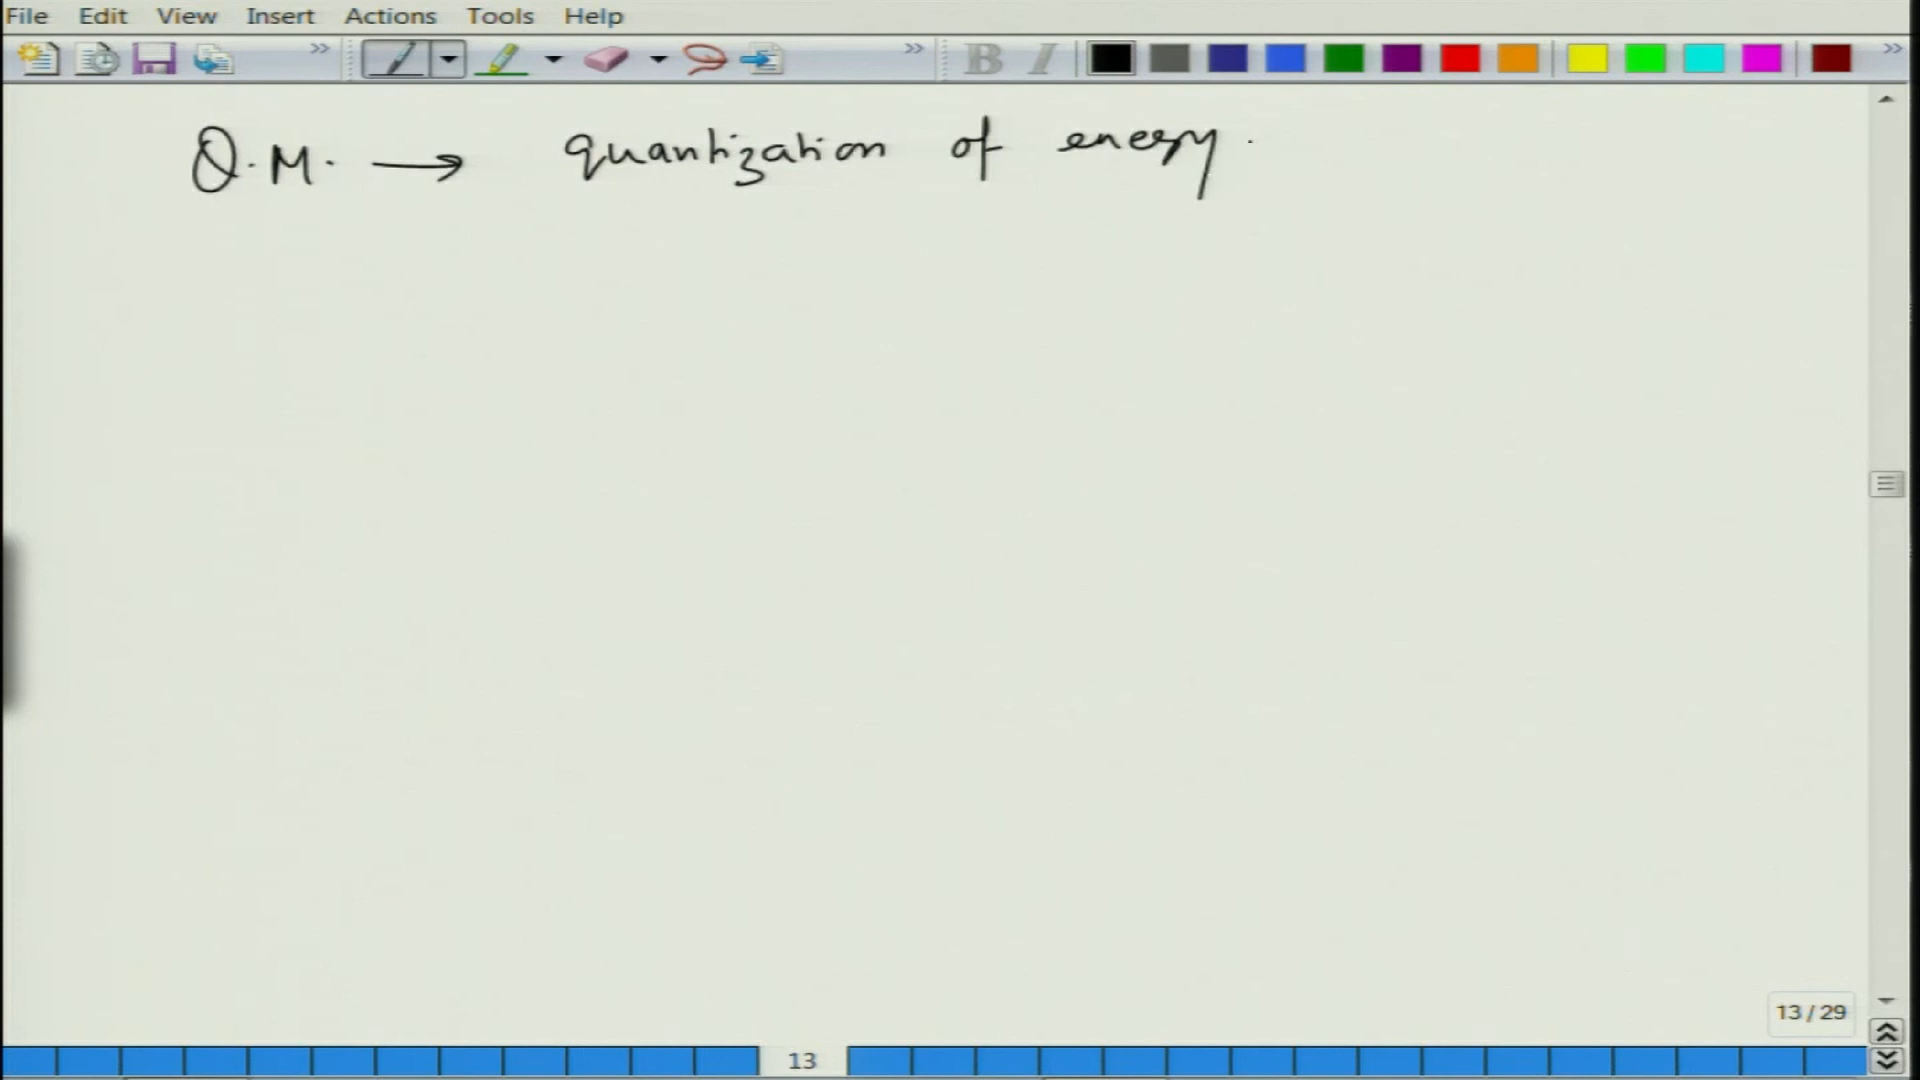 File Edit View Insert Actions Tools Help
B I
Q.M. → quantization of energy.
13 / 29
13